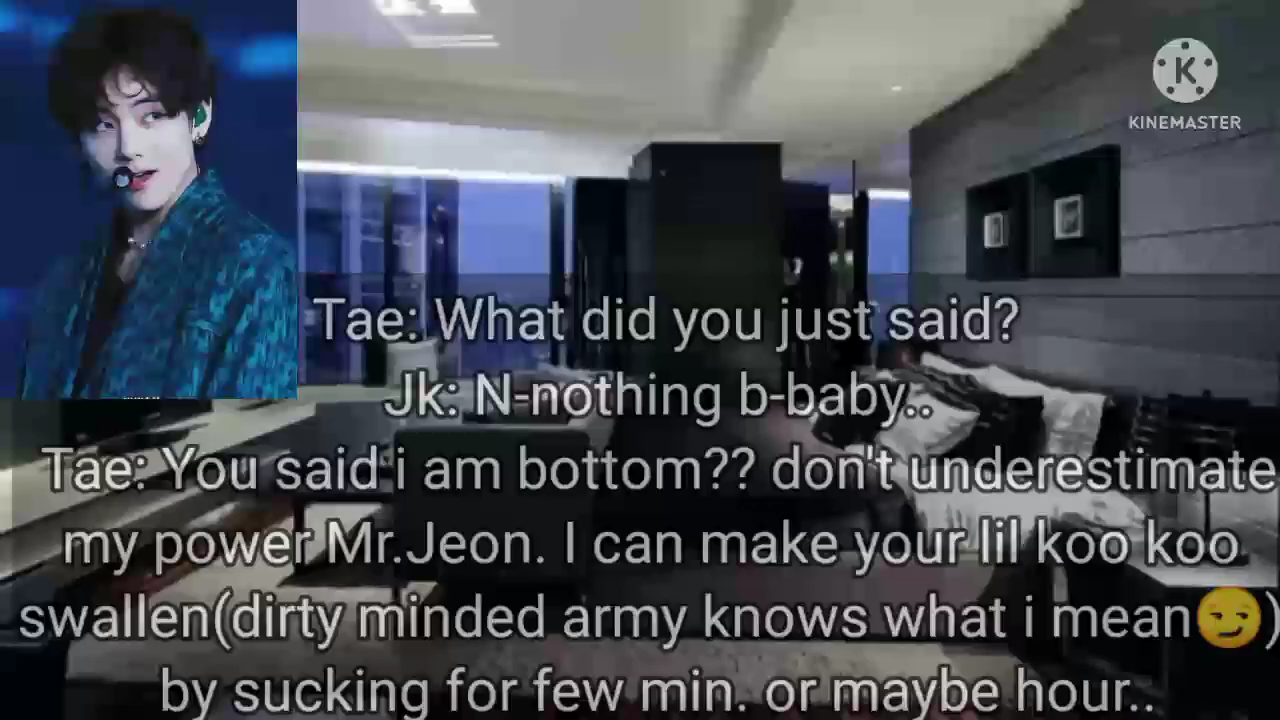 KINEMASTER
Tae: What did you just said?
Jk: N-nothing b-baby..
Tae: You said i am bottom?? don't underestimate
my power Mr.Jeon. I can make your lil koo koo
swallen(dirty minded army knows what i mean😏)
by sucking for few min. or maybe hour..